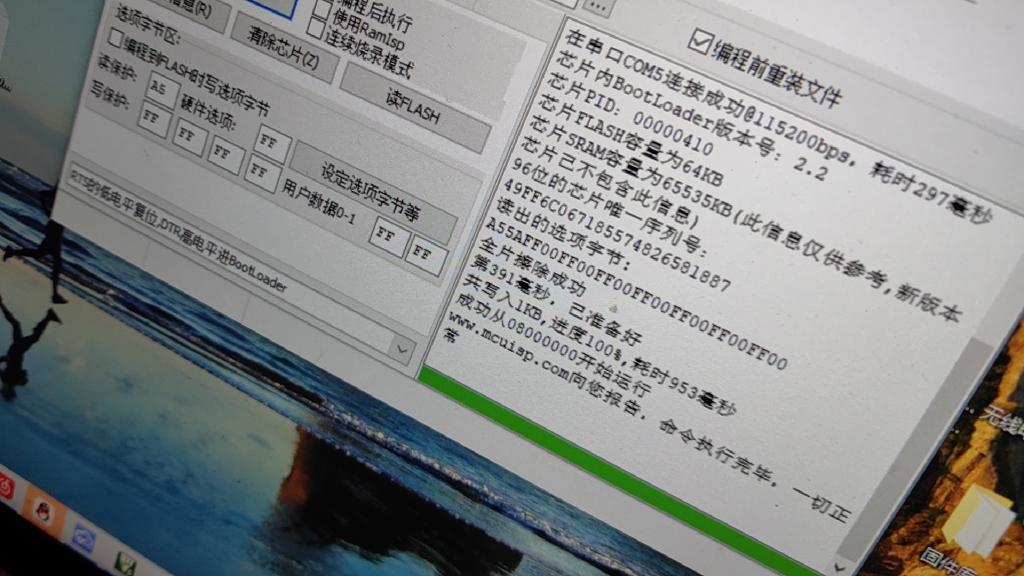 编程后执行
使用RamIsp
连续烧录模式
清除芯片(Z)
读FLASH
选项字节区:
编程到FLASH时写选项字节
读保护: A5 硬件选项: FF
写保护: FF FF FF FF
设定选项字节等
用户数据0-1 FF FF
电平复位,DTR高电平进BootLoader
编程前重装文件
在串口COM5连接成功@115200bps, 耗时297毫秒
芯片内BootLoader版本号: 2.2
芯片PID: 00000410
芯片FLASH容量为64KB
芯片SRAM容量为65535KB(此信息仅供参考,新版本
芯片已不包含此信息)
96位的芯片唯一序列号:
49FF6C067185574826581887
读出的选项字节:
A55AFF00FF00FF00FF00FF00FF00FF00
全片擦除成功
第391毫秒, 已准备好
共写入1KB,进度100%,耗时953毫秒
成功从08000000开始运行
www.mcuisp.com向您报告, 命令执行完毕, 一切正
常